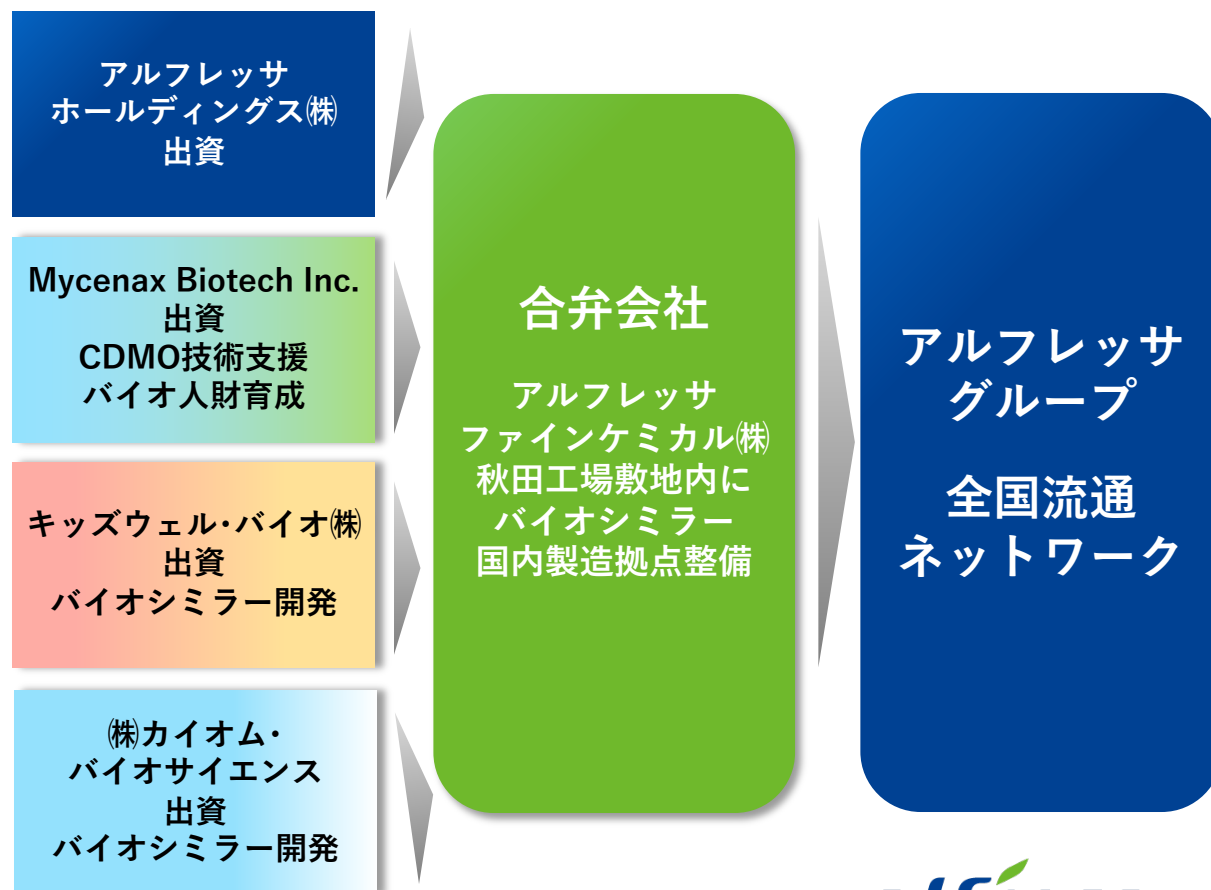 アルフレッサ
ホールディングス㈱
出資
Mycenax Biotech Inc.
出資
CDMO技術支援
バイオ人財育成
キッズウェル・バイオ㈱
出資
バイオシミラー開発
㈱カイオム・
バイオサイエンス
出資
バイオシミラー開発
合弁会社
アルフレッサ
ファインケミカル㈱
秋田工場敷地内に
バイオシミラー
国内製造拠点整備
アルフレッサ
グループ
全国流通
ネットワーク